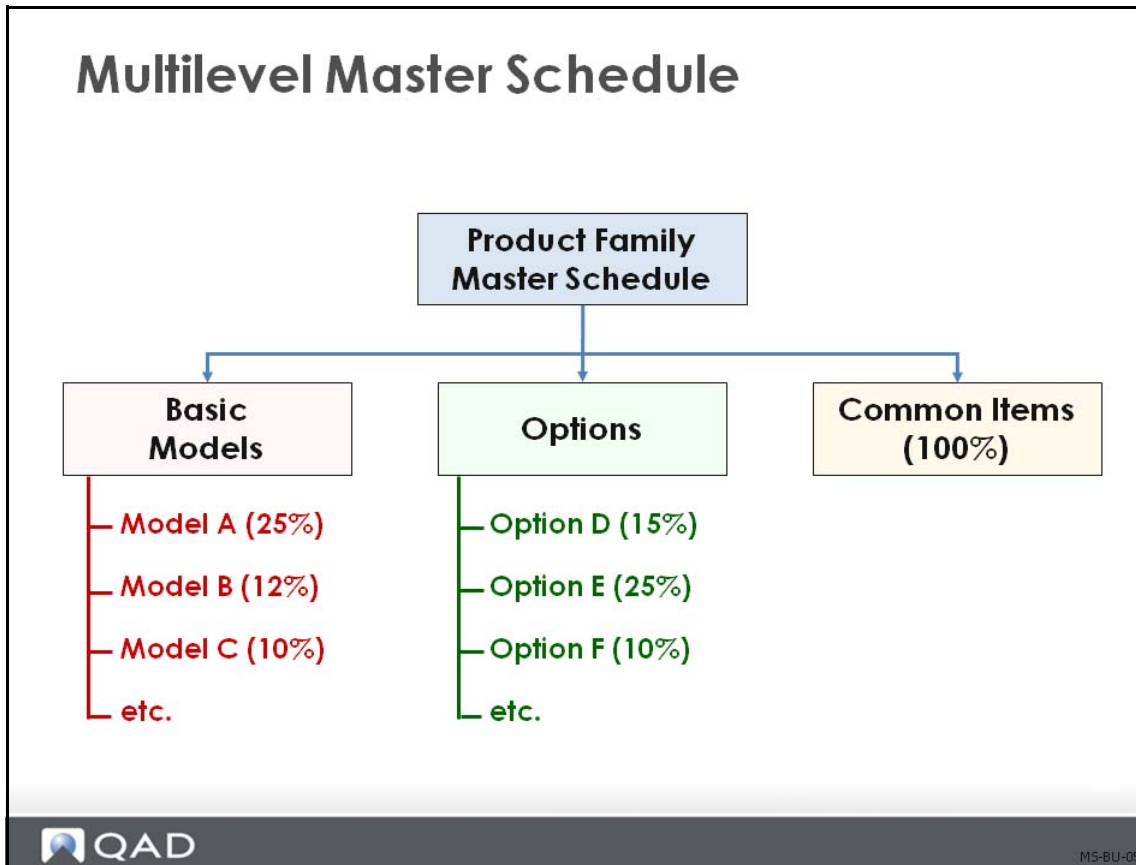 Multilevel Master Schedule
Product Family
Master Schedule
Basic
Models
Options
Common Items
(100%)
Model A (25%)
Model B (12%)
Model C (10%)
etc.
Option D (15%)
Option E (25%)
Option F (10%)
etc.
QAD